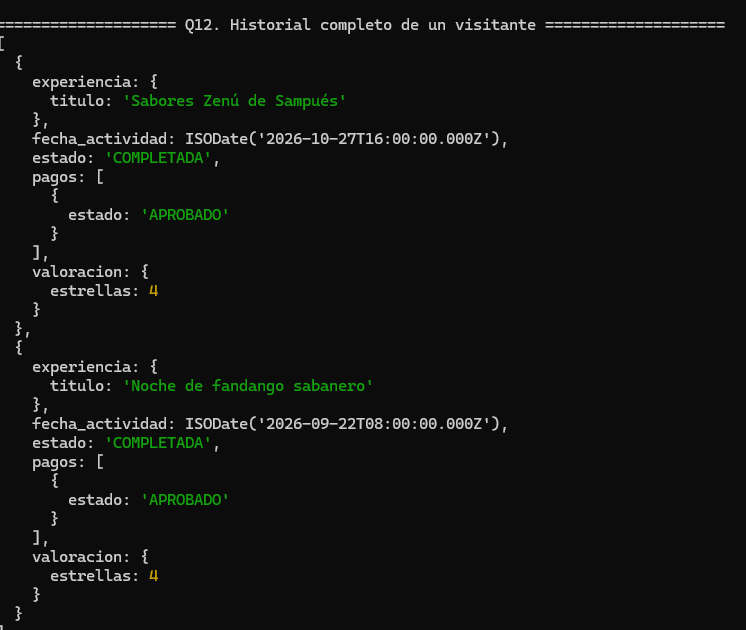 ==================== Q12. Historial completo de un visitante ====================
[
  {
    experiencia: {
      titulo: 'Sabores Zenú de Sampués'
    },
    fecha_actividad: ISODate('2026-10-27T16:00:00.000Z'),
    estado: 'COMPLETADA',
    pagos: [
      {
        estado: 'APROBADO'
      }
    ],
    valoracion: {
      estrellas: 4
    }
  },
  {
    experiencia: {
      titulo: 'Noche de fandango sabanero'
    },
    fecha_actividad: ISODate('2026-09-22T08:00:00.000Z'),
    estado: 'COMPLETADA',
    pagos: [
      {
        estado: 'APROBADO'
      }
    ],
    valoracion: {
      estrellas: 4
    }
  }
]